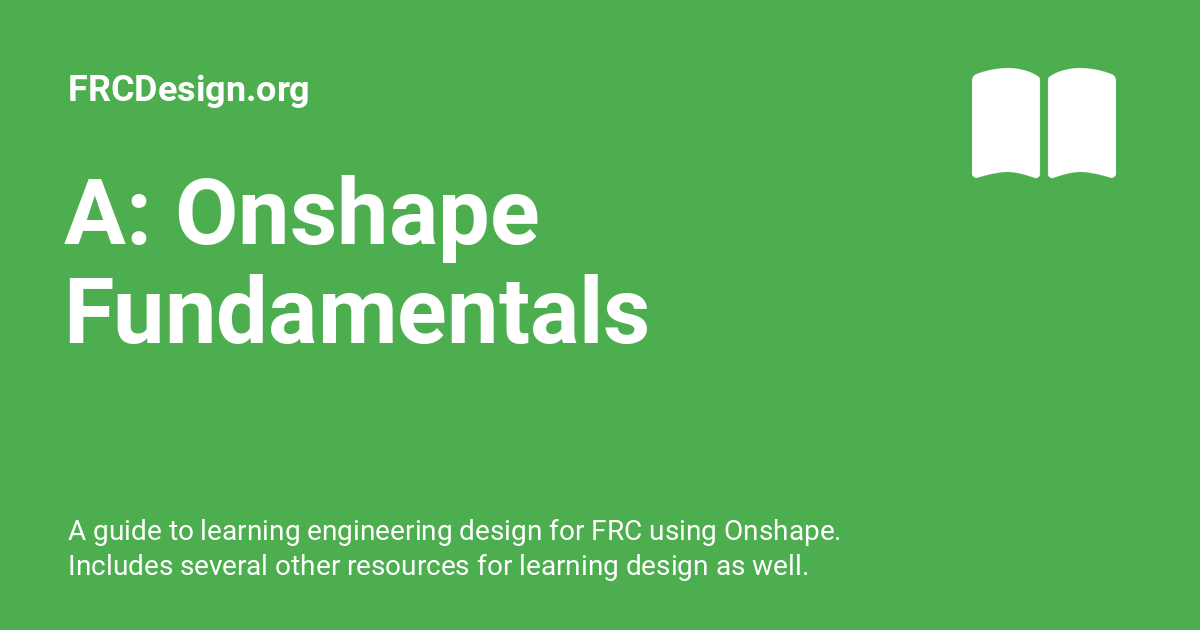 FRCDesign.org
A: Onshape
Fundamentals
A guide to learning engineering design for FRC using Onshape.
Includes several other resources for learning design as well.